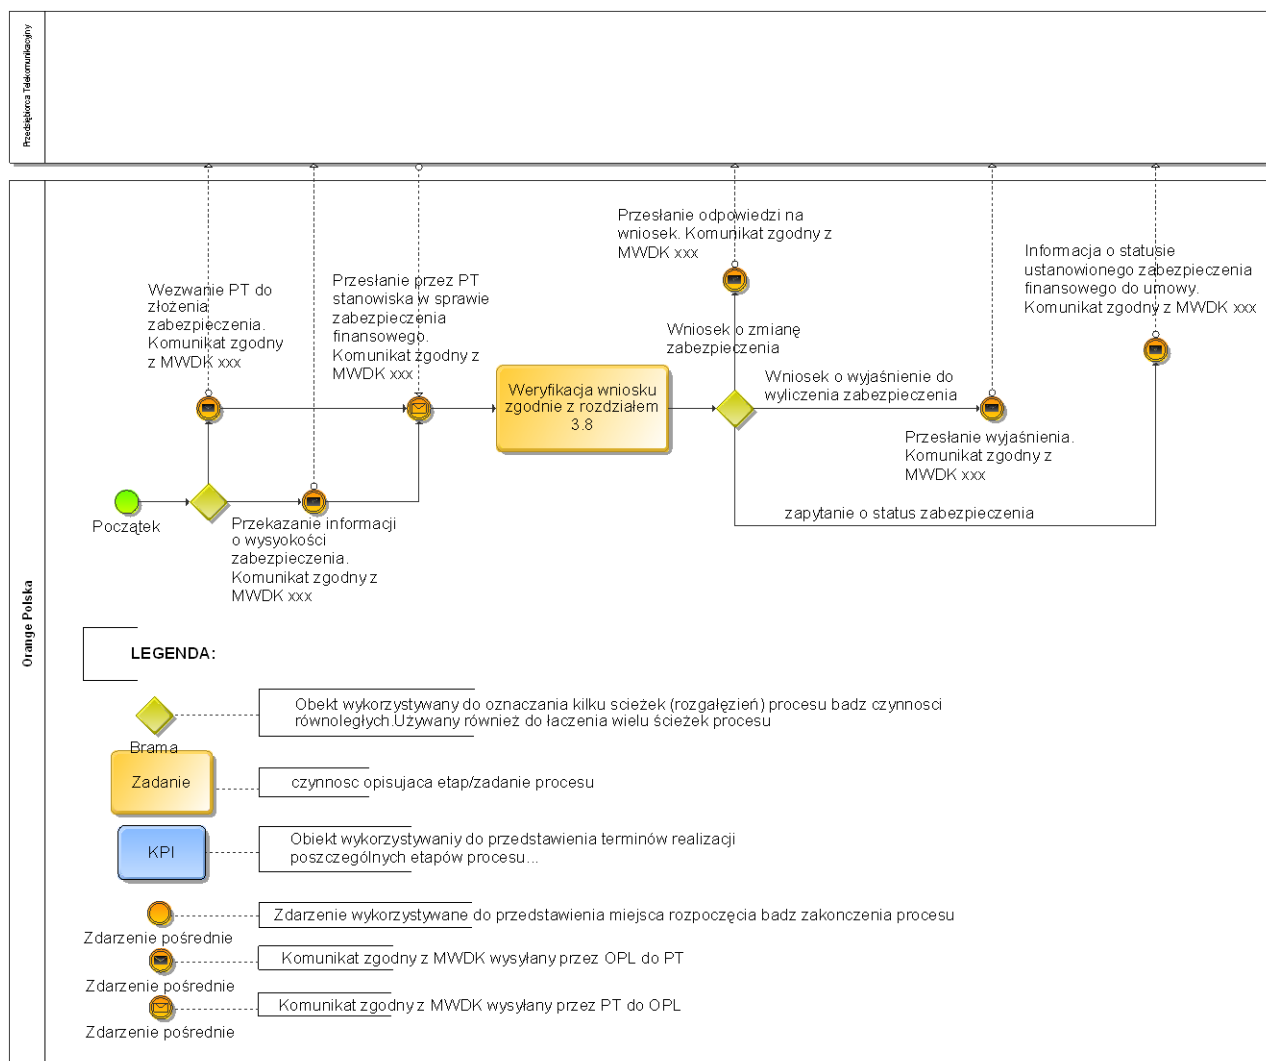 Przedsiębiorca Telekomunikacyjny
Orange Polska
Przesłanie odpowiedzi na
wniosek. Komunikat zgodny z
MWDK xxx
Informacja o statusie
ustanowionego zabezpieczenia
finansowego do umowy.
Komunikat zgodny z MWDK xxx
Wezwanie PT do
złożenia
zabezpieczenia.
Komunikat zgodny
z MWDK xxx
Przesłanie przez PT
stanowiska w sprawie
zabezpieczenia
finansowego.
Komunikat zgodny z
MWDK xxx
Wniosek o zmianę
zabezpieczenia
Weryfikacja wniosku
zgodnie z rozdziałem
3.8
Wniosek o wyjaśnienie do
wyliczenia zabezpieczenia
Przesłanie wyjaśnienia.
Komunikat zgodny z
MWDK xxx
Początek
Przekazanie informacji
o wysyokości
zabezpieczenia.
Komunikat zgodny z
MWDK xxx
zapytanie o status zabezpieczenia
LEGENDA:
Obekt wykorzystywany do oznaczania kilku scieżek (rozgałęzień) procesu badz czynnosci
równoległych.Używany również do łaczenia wielu ścieżek procesu
Brama
Zadanie
czynnosc opisujaca etap/zadanie procesu
KPI
Obiekt wykorzystywaniy do przedstawienia terminów realizacji
poszczególnych etapów procesu...
Zdarzenie wykorzystywane do przedstawienia miejsca rozpoczęcia badz zakonczenia procesu
Zdarzenie pośrednie
Komunikat zgodny z MWDK wysyłany przez OPL do PT
Zdarzenie pośrednie
Komunikat zgodny z MWDK wysyłany przez PT do OPL
Zdarzenie pośrednie